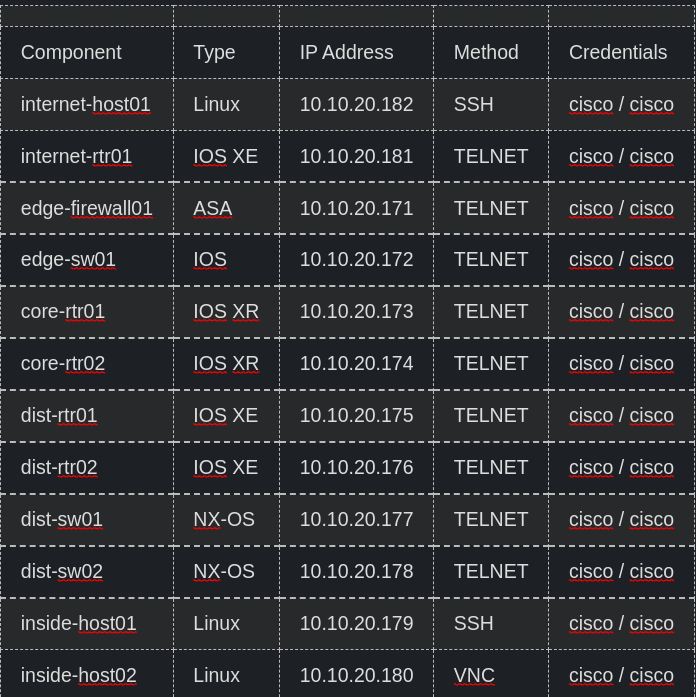 Component Type IP Address Method Credentials
internet-host01 Linux 10.10.20.182 SSH cisco / cisco
internet-rtr01 IOS XE 10.10.20.181 TELNET cisco / cisco
edge-firewall01 ASA 10.10.20.171 TELNET cisco / cisco
edge-sw01 IOS 10.10.20.172 TELNET cisco / cisco
core-rtr01 IOS XR 10.10.20.173 TELNET cisco / cisco
core-rtr02 IOS XR 10.10.20.174 TELNET cisco / cisco
dist-rtr01 IOS XE 10.10.20.175 TELNET cisco / cisco
dist-rtr02 IOS XE 10.10.20.176 TELNET cisco / cisco
dist-sw01 NX-OS 10.10.20.177 TELNET cisco / cisco
dist-sw02 NX-OS 10.10.20.178 TELNET cisco / cisco
inside-host01 Linux 10.10.20.179 SSH cisco / cisco
inside-host02 Linux 10.10.20.180 VNC cisco / cisco